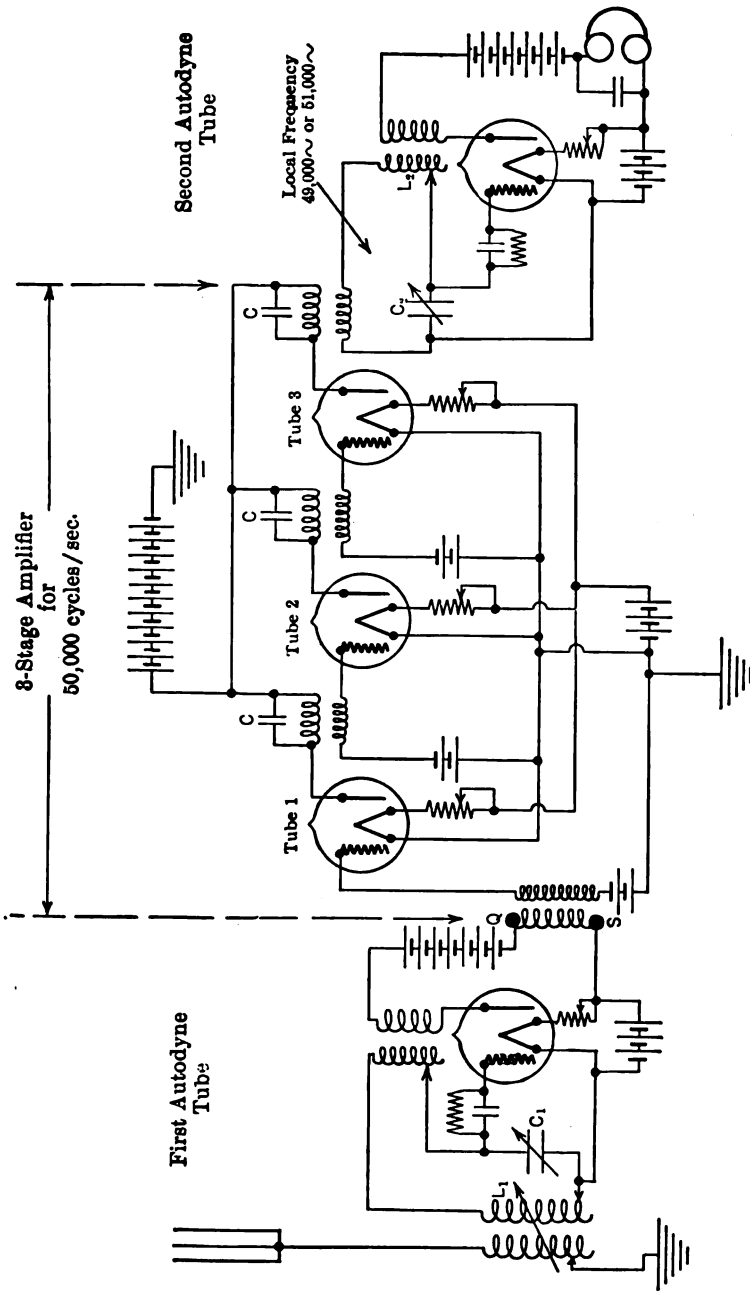 First Autodyne
Tube
3-Stage Amplifier
for
50,000 cycles/sec.
Second Autodyne
Tube
Local Frequency
49,000~ or 51,000~
L₁
C₁
Q
S
Tube 1
C
Tube 2
C
Tube 3
C
C₂
L₂